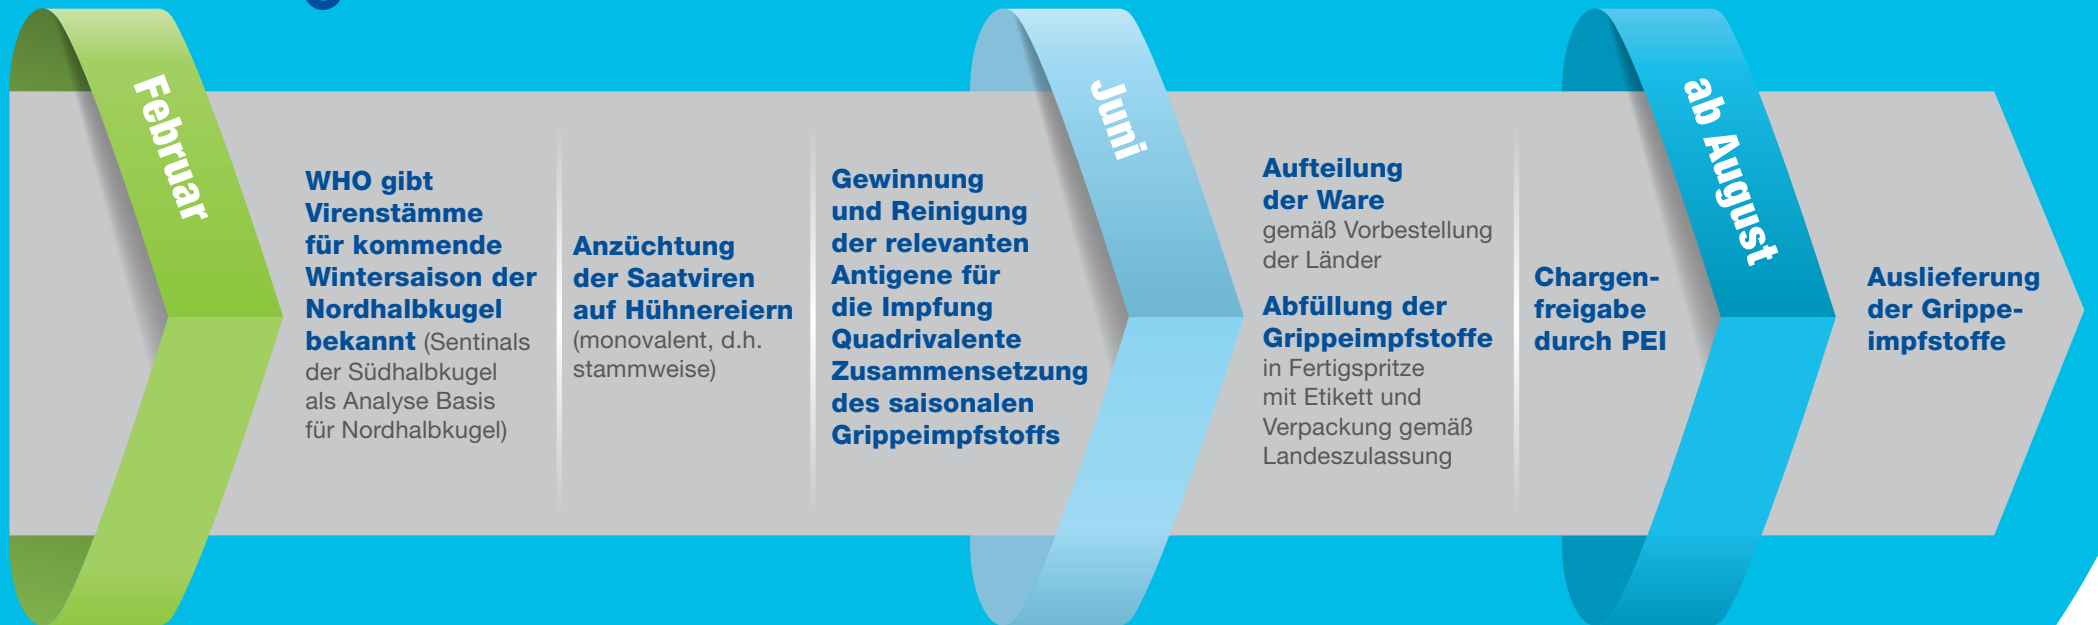 Februar
WHO gibt
Virenstämme
für kommende
Wintersaison der
Nordhalbkugel
bekannt (Sentinals
der Südhalbkugel
als Analyse Basis
für Nordhalbkugel)
Anzüchtung
der Saatviren
auf Hühnereiern
(monovalent, d.h.
stammweise)
Gewinnung
und Reinigung
der relevanten
Antigene für
die Impfung
Quadrivalente
Zusammensetzung
des saisonalen
Grippeimpfstoffs
Juni
Aufteilung
der Ware
gemäß Vorbestellung
der Länder
Abfüllung der
Grippeimpfstoffe
in Fertigspritze
mit Etikett und
Verpackung gemäß
Landeszulassung
Chargen-
freigabe
durch PEI
ab August
Auslieferung
der Grippe-
impfstoffe